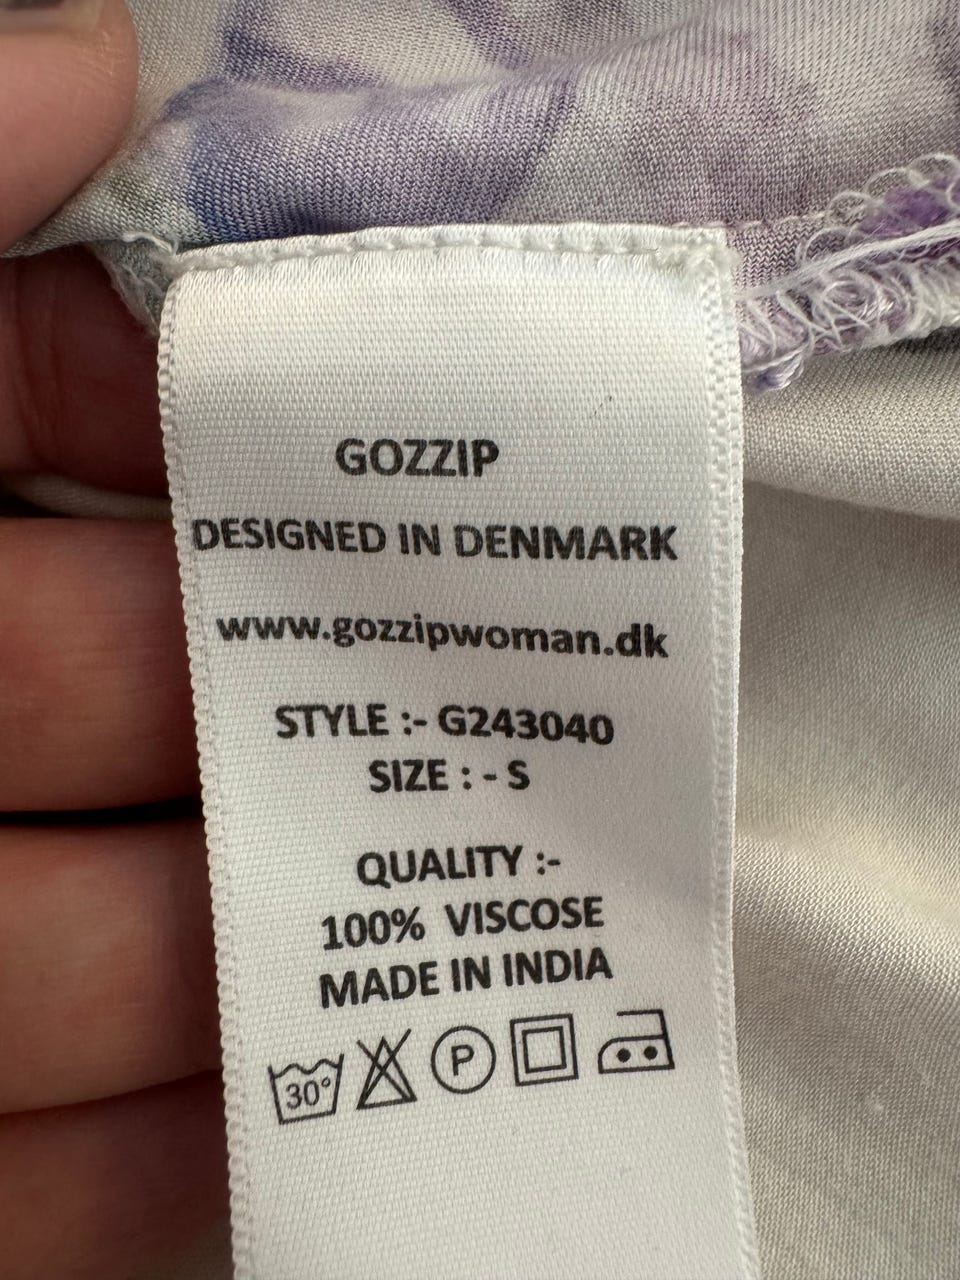 GOZZIP
DESIGNED IN DENMARK
www.gozzipwoman.dk
STYLE :- G243040
SIZE : - S
QUALITY :-
100% VISCOSE
MADE IN INDIA
30° P